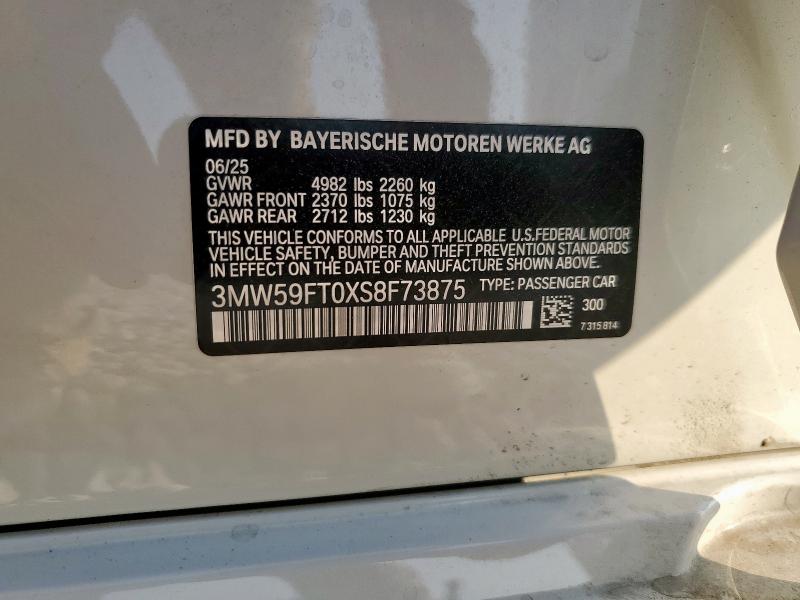 MFD BY BAYERISCHE MOTOREN WERKE AG
06/25
GVWR 4982 lbs 2260 kg
GAWR FRONT 2370 lbs 1075 kg
GAWR REAR 2712 lbs 1230 kg
THIS VEHICLE CONFORMS TO ALL APPLICABLE U.S.FEDERAL MOTOR
VEHICLE SAFETY, BUMPER AND THEFT PREVENTION STANDARDS
IN EFFECT ON THE DATE OF MANUFACTURE SHOWN ABOVE.
3MW59FT0XS8F73875 TYPE: PASSENGER CAR
300
7 315 814